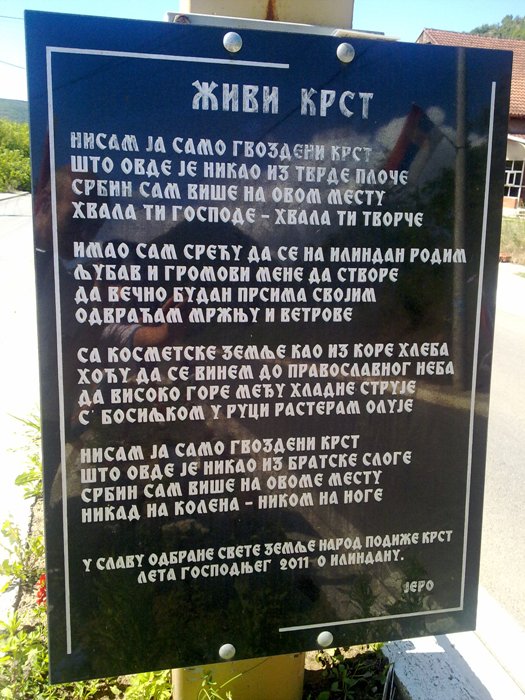 ЖИВИ КРСТ
НИСАМ ЈА САМО ГВОЗДЕНИ КРСТ
ШТО ОВДЕ ЈЕ НИКАО ИЗ ТВРДЕ ПЛОЧЕ
СРБИН САМ ВИШЕ НА ОВОМ МЕСТУ
ХВАЛА ТИ ГОСПОДЕ – ХВАЛА ТИ ТВОРЧЕ
ИМАО САМ СРЕЋУ ДА СЕ НА ИЛИНДАН РОДИМ
ЉУБАВ И ГРОМОВИ МЕНЕ ДА СТВОРЕ
ДА ВЕЧНО БУДАН ПРСИМА СВОЈИМ
ОДВРАЋАМ МРЖЊУ И ВЕТРОВЕ
СА КОСМЕТСКЕ ЗЕМЉЕ КАО ИЗ КОРЕ ХЛЕБА
ХОЋУ ДА СЕ ВИНЕМ ДО ПРАВОСЛАВНОГ НЕБА
ДА ВИСОКО ГОРЕ МЕЂУ ХЛАДНЕ СТРУЈЕ
С' БОСИЉКОМ У РУЦИ РАСТЕРАМ ОЛУЈЕ
НИСАМ ЈА САМО ГВОЗДЕНИ КРСТ
ШТО ОВДЕ ЈЕ НИКАО ИЗ БРАТСКЕ СЛОГЕ
СРБИН САМ ВИШЕ НА ОВОМЕ МЕСТУ
НИКАД НА КОЛЕНА – НИКОМ НА НОГЕ
У СЛАВУ ОДБРАНЕ СВЕТЕ ЗЕМЉЕ НАРОД ПОДИЖЕ КРСТ
ЛЕТА ГОСПОДЊЕГ 2011 О ИЛИНДАНУ.
ЈЕРО